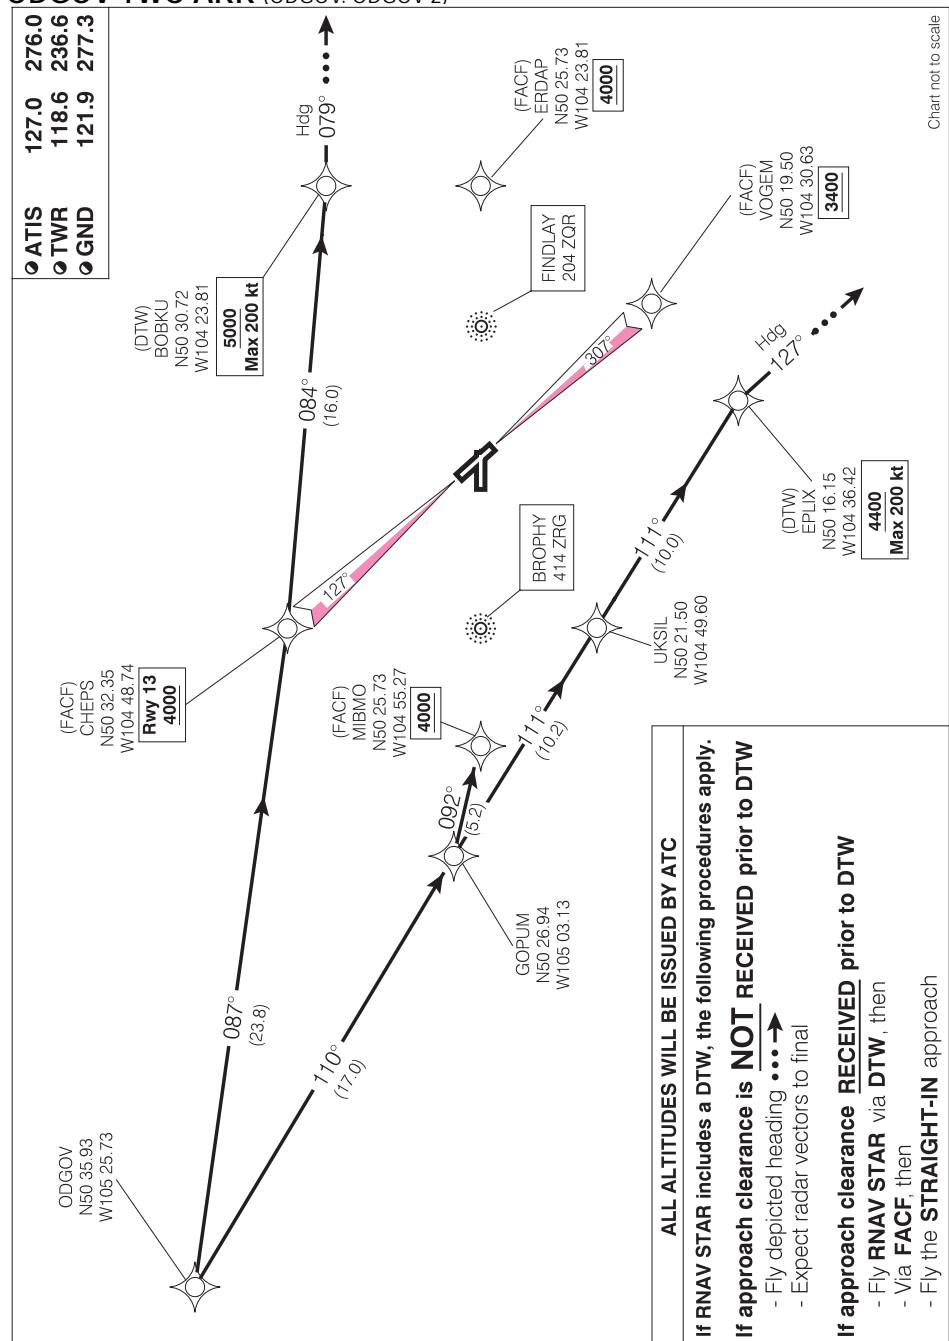 ● ATIS 127.0 276.0
● TWR 118.6 236.6
● GND 121.9 277.3
Hdg
079°
(FACF)
ERDAP
N50 25.73
W104 23.81
4000
(FACF)
VOGEM
N50 19.50
W104 30.63
3400
Chart not to scale
(DTW)
BOBKU
N50 30.72
W104 23.81
5000
Max 200 kt
FINDLAY
204 ZQR
084°
(16.0)
307°
Hdg
127°
(DTW)
EPLIX
N50 16.15
W104 36.42
4400
Max 200 kt
127°
BROPHY
414 ZRG
111°
(10.0)
(FACF)
CHEPS
N50 32.35
W104 48.74
Rwy 13
4000
(FACF)
MIBMO
N50 25.73
W104 55.27
4000
UKSIL
N50 21.50
W104 49.60
111°
(10.2)
092°
(5.2)
GOPUM
N50 26.94
W105 03.13
087°
(23.8)
110°
(17.0)
ODGOV
N50 35.93
W105 25.73
ALL ALTITUDES WILL BE ISSUED BY ATC
If RNAV STAR includes a DTW, the following procedures apply.
If approach clearance is NOT RECEIVED prior to DTW
- Fly depicted heading
- Expect radar vectors to final
If approach clearance RECEIVED prior to DTW
- Fly RNAV STAR via DTW, then
- Via FACF, then
- Fly the STRAIGHT-IN approach